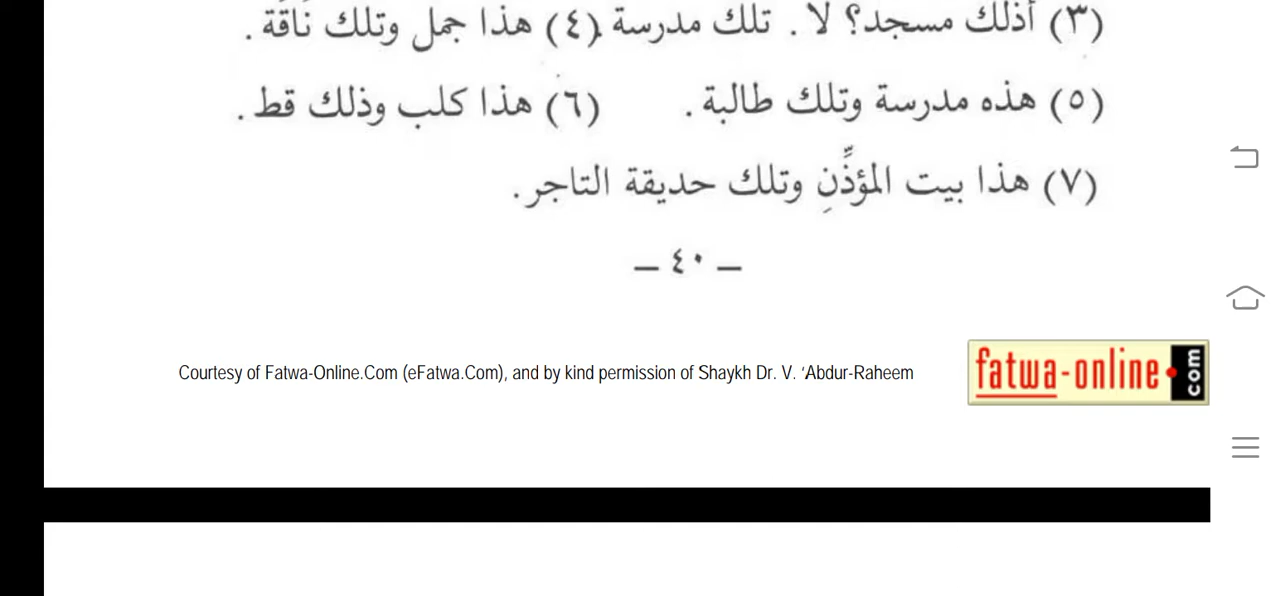 (٣) أذلك مسجد؟ لا . تلك مدرسة (٤) هذا جمل وتلك نَاقَة .
(٥) هذه مدرسة وتلك طالبة . (٦) هذا كلب وذلك قط .
(٧) هذا بيت المؤذِّنِ وتلك حديقة التاجر .
– ٤٠ –
Courtesy of Fatwa-Online.Com (eFatwa.Com), and by kind permission of Shaykh Dr. V. ‘Abdur-Raheem
fatwa-online.com